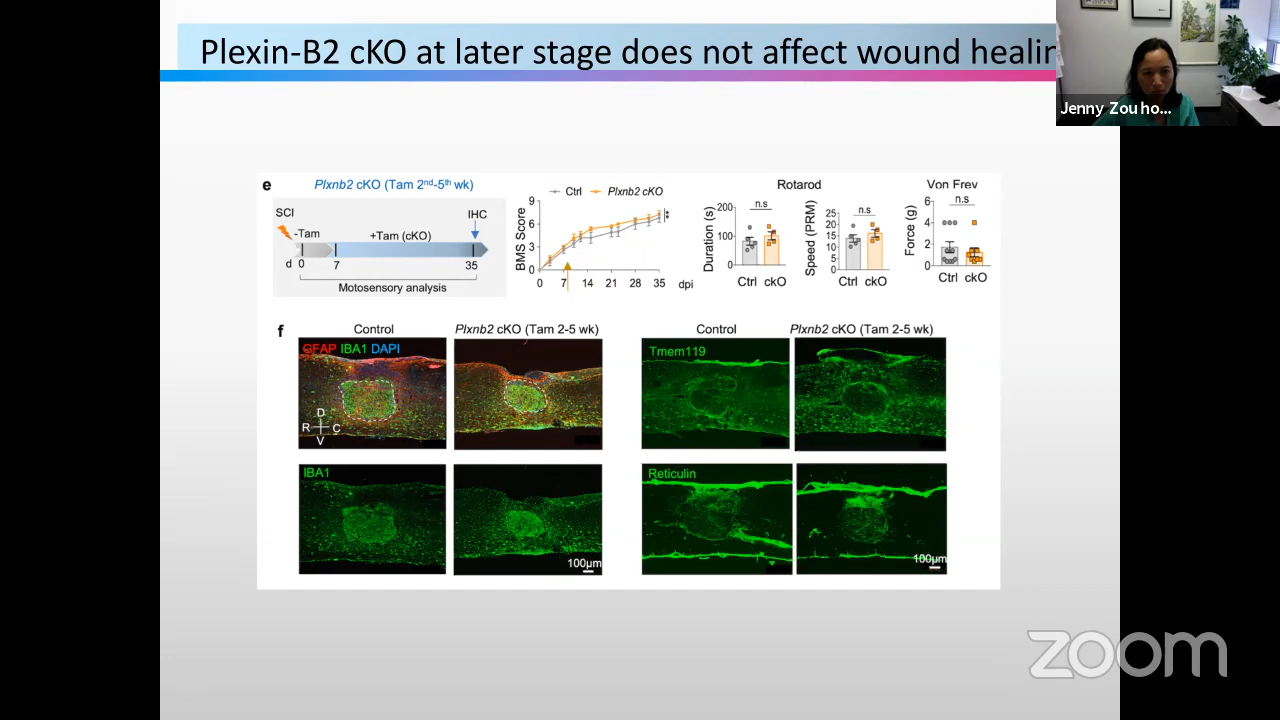 Plexin-B2 cKO at later stage does not affect wound healin
Jenny Zou ho...
e
Plxnb2 cKO (Tam 2nd-5th wk)
SCI
IHC
-Tam
+Tam (cKO)
d 0 7 35
Motosensory analysis
Ctrl Plxnb2 cKO
BMS Score
9
6
3
0
0 7 14 21 28 35 dpi
**
Rotarod
Duration (s)
200
100
0
n.s
Ctrl cKO
Speed (PRM)
25
20
15
10
5
0
n.s
Ctrl cKO
Von Frey
Force (g)
6
4
2
0
n.s
Ctrl cKO
f
Control
Plxnb2 cKO (Tam 2-5 wk)
GFAP IBA1 DAPI
D
R C
V
IBA1
100µm
Control
Plxnb2 cKO (Tam 2-5 wk)
Tmem119
Reticulin
100µm
zoom